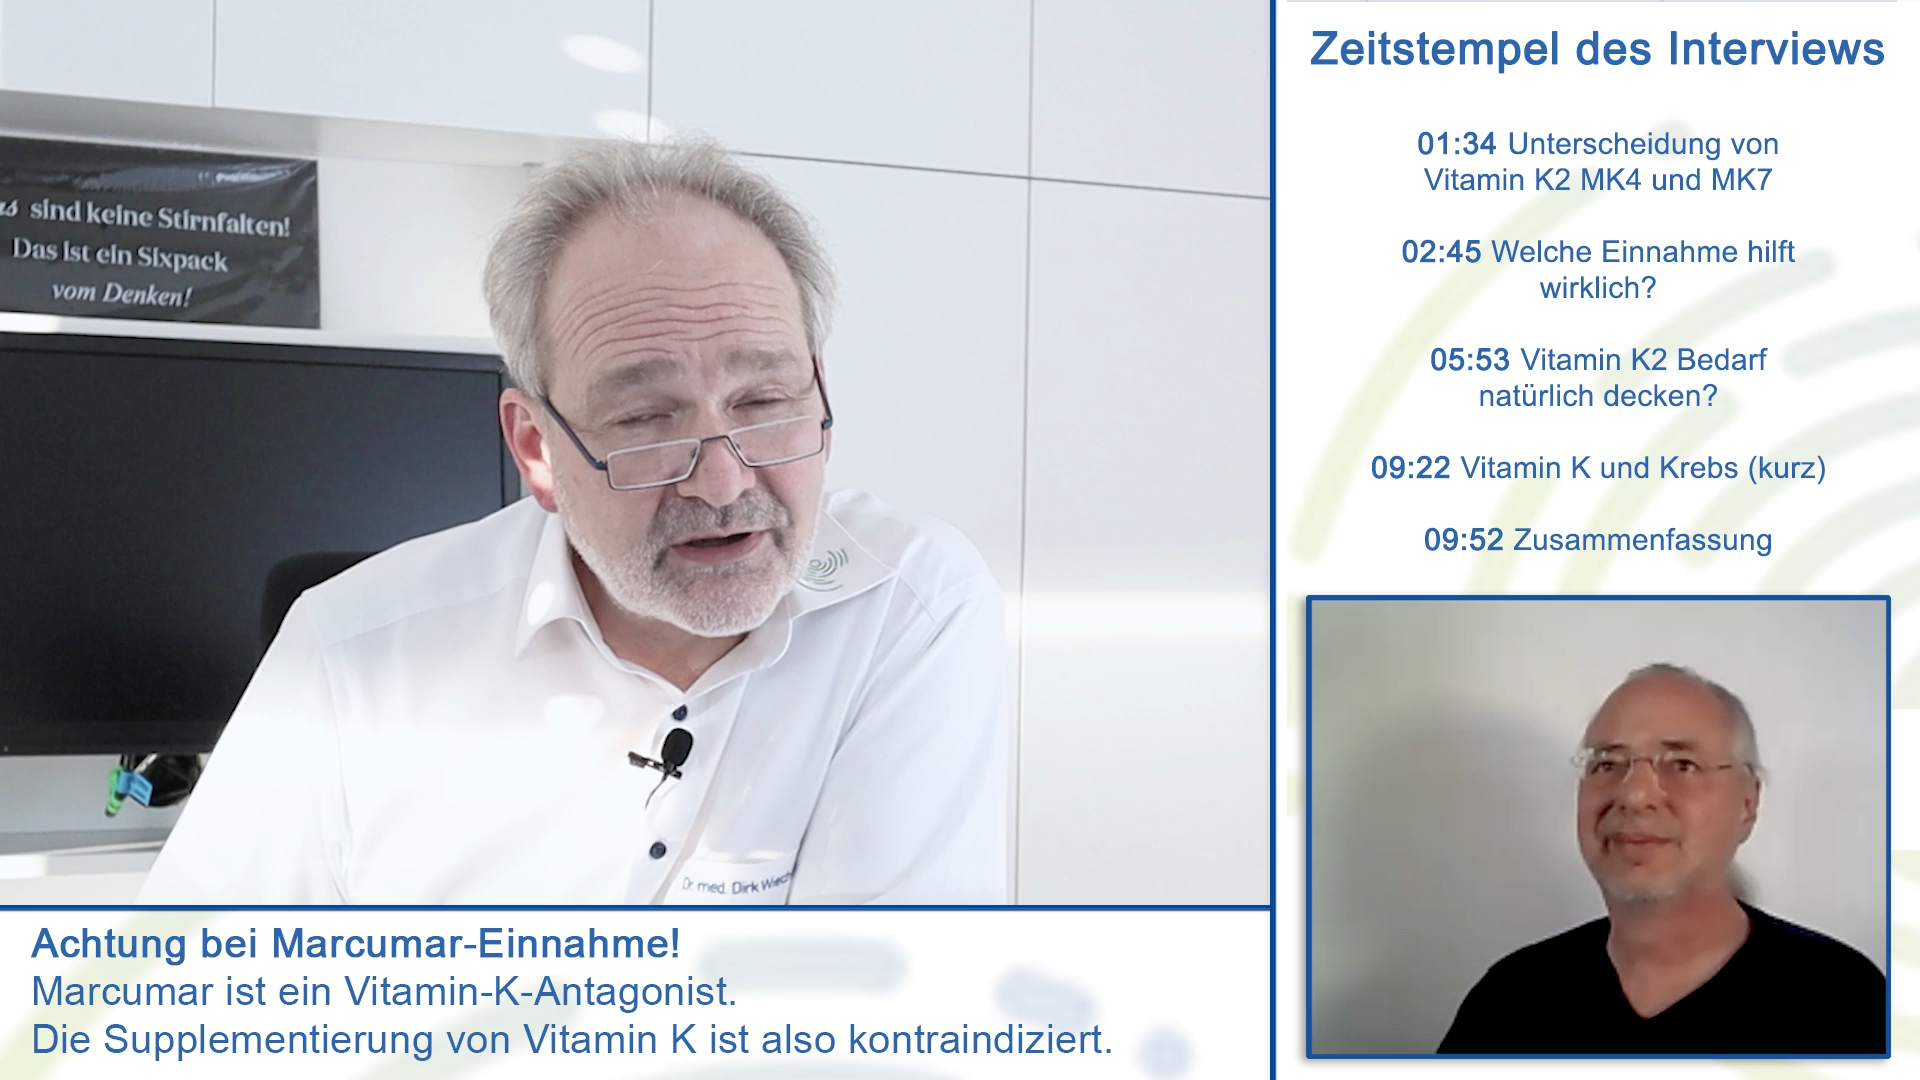 sind keine Stirnfalten!
Das ist ein Sixpack
vom Denken!
Dr. med. Dirk
Achtung bei Marcumar-Einnahme!
Marcumar ist ein Vitamin-K-Antagonist.
Die Supplementierung von Vitamin K ist also kontraindiziert.
Zeitstempel des Interviews
01:34 Unterscheidung von
Vitamin K2 MK4 und MK7
02:45 Welche Einnahme hilft
wirklich?
05:53 Vitamin K2 Bedarf
natürlich decken?
09:22 Vitamin K und Krebs (kurz)
09:52 Zusammenfassung